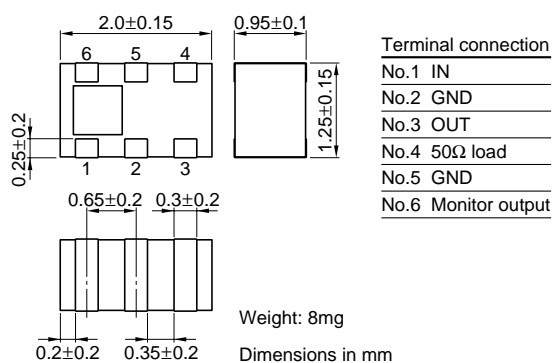 2.0±0.15
0.95±0.1
6 5 4
1.25±0.15
0.25±0.2
1 2 3
0.65±0.2
0.3±0.2
0.2±0.2
0.35±0.2
Weight: 8mg
Dimensions in mm
Terminal connection
No.1 IN
No.2 GND
No.3 OUT
No.4 50Ω load
No.5 GND
No.6 Monitor output